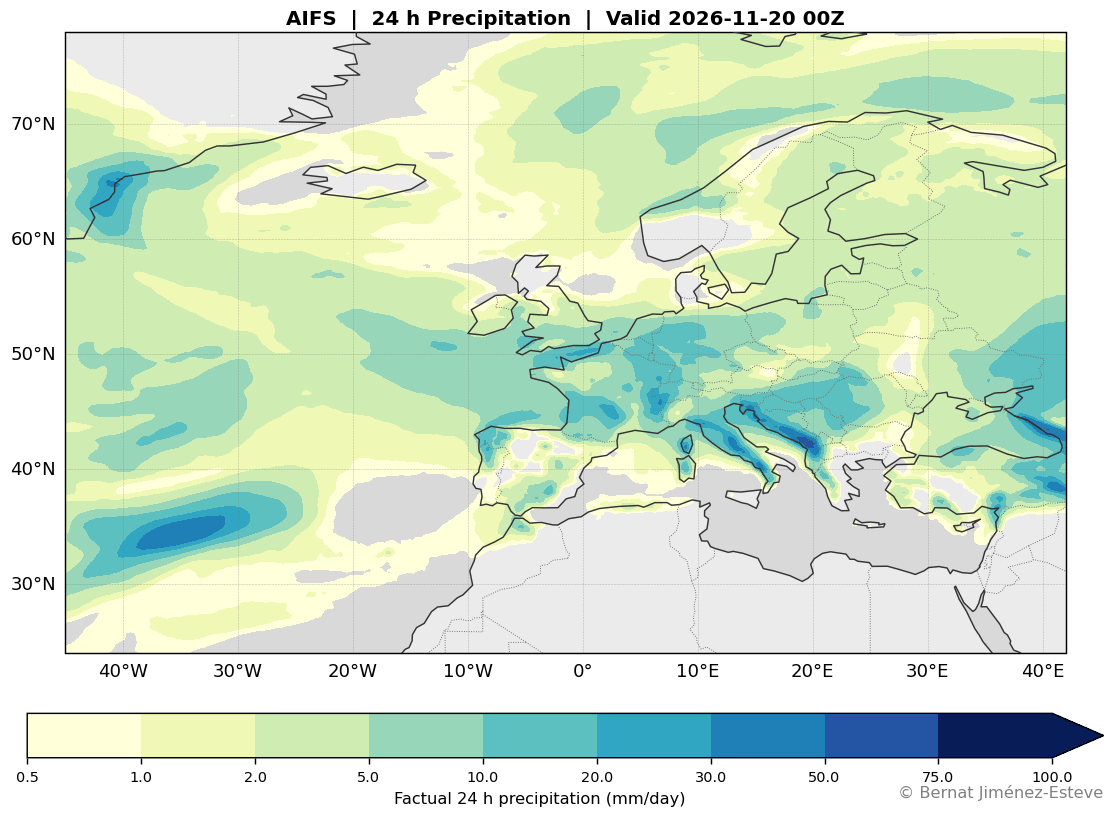 AIFS | 24 h Precipitation | Valid 2026-11-20 00Z
70°N
60°N
50°N
40°N
30°N
40°W 30°W 20°W 10°W 0° 10°E 20°E 30°E 40°E
0.5 1.0 2.0 5.0 10.0 20.0 30.0 50.0 75.0 100.0
Factual 24 h precipitation (mm/day)
© Bernat Jiménez-Esteve